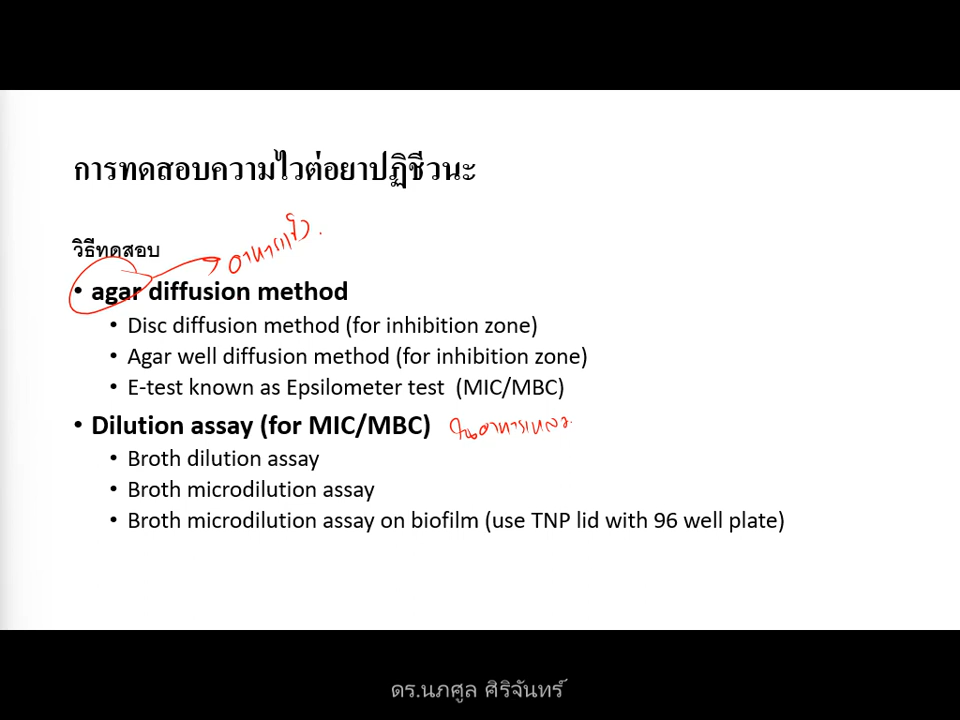 การทดสอบความไวต่อยาปฏิชีวนะ
อาหารแข็ง
วิธีทดสอบ
• agar diffusion method
• Disc diffusion method (for inhibition zone)
• Agar well diffusion method (for inhibition zone)
• E-test known as Epsilometer test (MIC/MBC)
• Dilution assay (for MIC/MBC) ในอาหารเหลว
• Broth dilution assay
• Broth microdilution assay
• Broth microdilution assay on biofilm (use TNP lid with 96 well plate)
ดร.นภศูล ศิริจันทร์